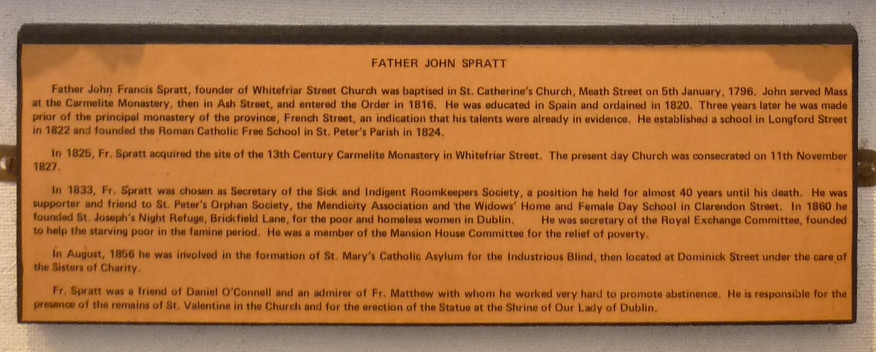 FATHER JOHN SPRATT
Father John Francis Spratt, founder of Whitefriar Street Church was baptised in St. Catherine's Church, Meath Street on 5th January, 1796. John served Mass
at the Carmelite Monastery, then in Ash Street, and entered the Order in 1816. He was educated in Spain and ordained in 1820. Three years later he was made
prior of the principal monastery of the province, French Street, an indication that his talents were already in evidence. He established a school in Longford Street
in 1822 and founded the Roman Catholic Free School in St. Peter's Parish in 1824.
In 1825, Fr. Spratt acquired the site of the 13th Century Carmelite Monastery in Whitefriar Street. The present day Church was consecrated on 11th November
1827.
In 1833, Fr. Spratt was chosen as Secretary of the Sick and Indigent Roomkeepers Society, a position he held for almost 40 years until his death. He was
supporter and friend to St. Peter's Orphan Society, the Mendicity Association and the Widows' Home and Female Day School in Clarendon Street. In 1860 he
founded St. Joseph's Night Refuge, Brickfield Lane, for the poor and homeless women in Dublin. He was secretary of the Royal Exchange Committee, founded
to help the starving poor in the famine period. He was a member of the Mansion House Committee for the relief of poverty.
In August, 1856 he was involved in the formation of St. Mary's Catholic Asylum for the Industrious Blind, then located at Dominick Street under the care of
the Sisters of Charity.
Fr. Spratt was a friend of Daniel O'Connell and an admirer of Fr. Matthew with whom he worked very hard to promote abstinence. He is responsible for the
presence of the remains of St. Valentine in the Church and for the erection of the Statue at the Shrine of Our Lady of Dublin.